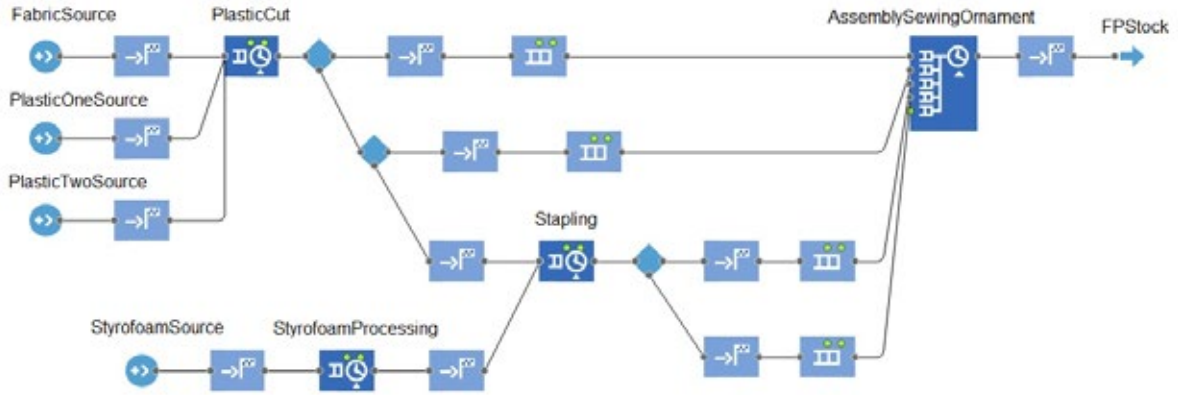 FabricSource
PlasticCut
AssemblySewingOrnament
FPStock
PlasticOneSource
PlasticTwoSource
Stapling
StyrofoamSource
StyrofoamProcessing